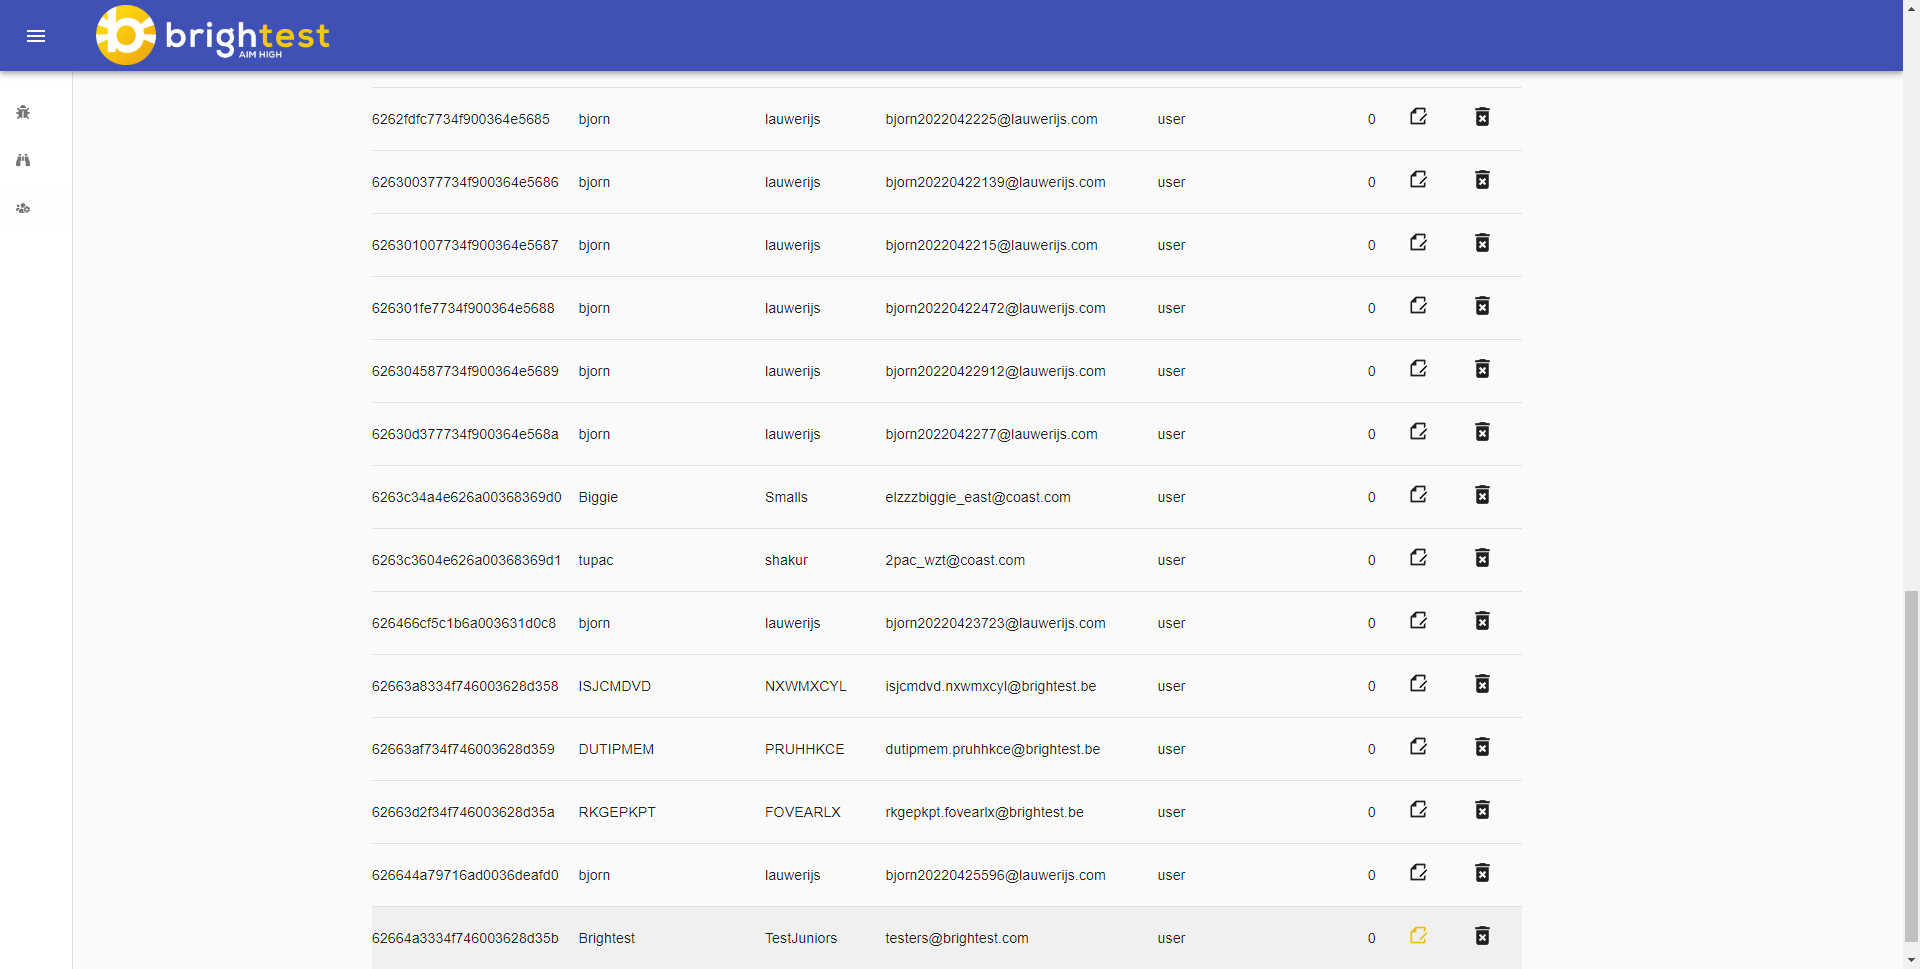 brightest
AIM HIGH
6262fdfc7734f900364e5685 bjorn lauwerijs bjorn2022042225@lauwerijs.com user 0
626300377734f900364e5686 bjorn lauwerijs bjorn20220422139@lauwerijs.com user 0
626301007734f900364e5687 bjorn lauwerijs bjorn2022042215@lauwerijs.com user 0
626301fe7734f900364e5688 bjorn lauwerijs bjorn20220422472@lauwerijs.com user 0
626304587734f900364e5689 bjorn lauwerijs bjorn20220422912@lauwerijs.com user 0
62630d377734f900364e568a bjorn lauwerijs bjorn2022042277@lauwerijs.com user 0
6263c34a4e626a00368369d0 Biggie Smalls elzzzbiggie_east@coast.com user 0
6263c3604e626a00368369d1 tupac shakur 2pac_wzt@coast.com user 0
626466cf5c1b6a003631d0c8 bjorn lauwerijs bjorn20220423723@lauwerijs.com user 0
62663a8334f746003628d358 ISJCMDVD NXWMXCYL isjcmdvd.nxwmxcyl@brightest.be user 0
62663af734f746003628d359 DUTIPMEM PRUHHKCE dutipmem.pruhhkce@brightest.be user 0
62663d2f34f746003628d35a RKGEPKPT FOVEARLX rkgepkpt.fovearlx@brightest.be user 0
626644a79716ad0036deafd0 bjorn lauwerijs bjorn20220425596@lauwerijs.com user 0
62664a3334f746003628d35b Brightest TestJuniors testers@brightest.com user 0